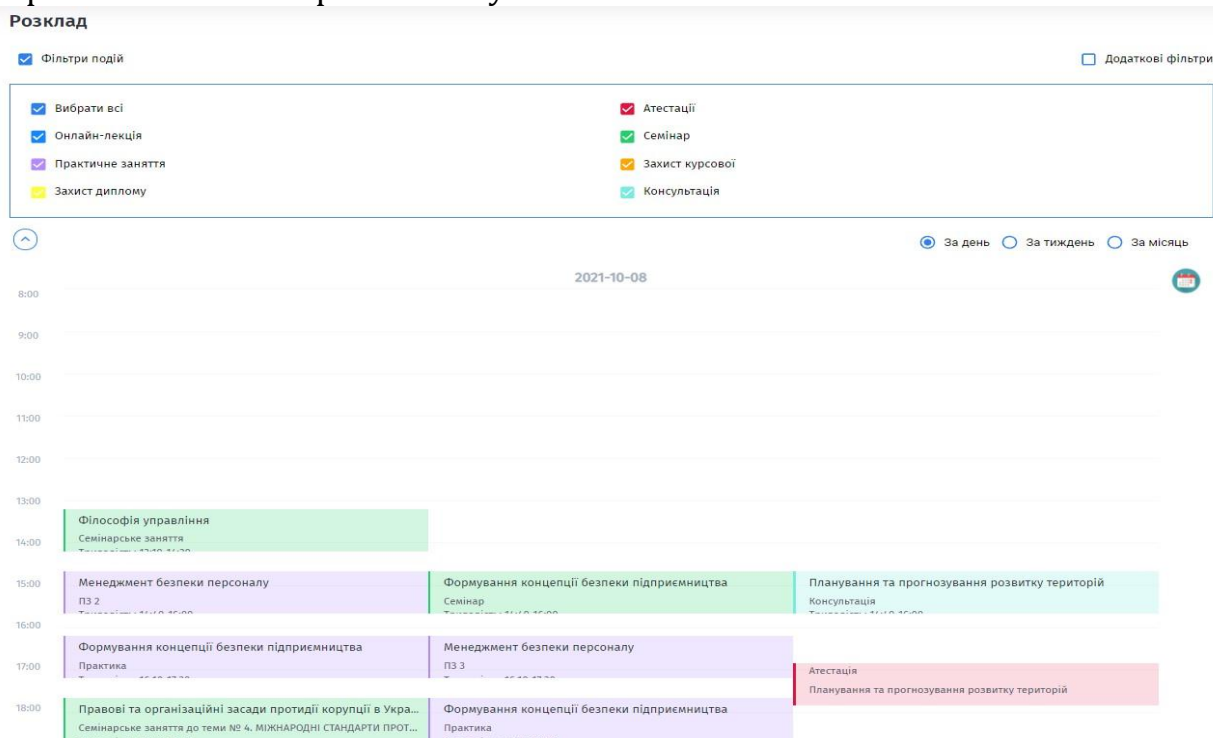 Розклад
Фільтри подій
Додаткові фільтри
Вибрати всі
Атестації
Онлайн-лекція
Семінар
Практичне заняття
Захист курсової
Захист диплому
Консультація
За день За тиждень За місяць
2021-10-08
8:00
9:00
10:00
11:00
12:00
13:00
Філософія управління
Семінарське заняття
14:00
15:00
Менеджмент безпеки персоналу
ПЗ 2
Формування концепції безпеки підприємництва
Семінар
Планування та прогнозування розвитку територій
Консультація
16:00
Формування концепції безпеки підприємництва
Практика
Менеджмент безпеки персоналу
ПЗ 3
17:00
Атестація
Планування та прогнозування розвитку територій
18:00
Правові та організаційні засади протидії корупції в Укра...
Семінарське заняття до теми № 4. МІЖНАРОДНІ СТАНДАРТИ ПРОТ...
Формування концепції безпеки підприємництва
Практика